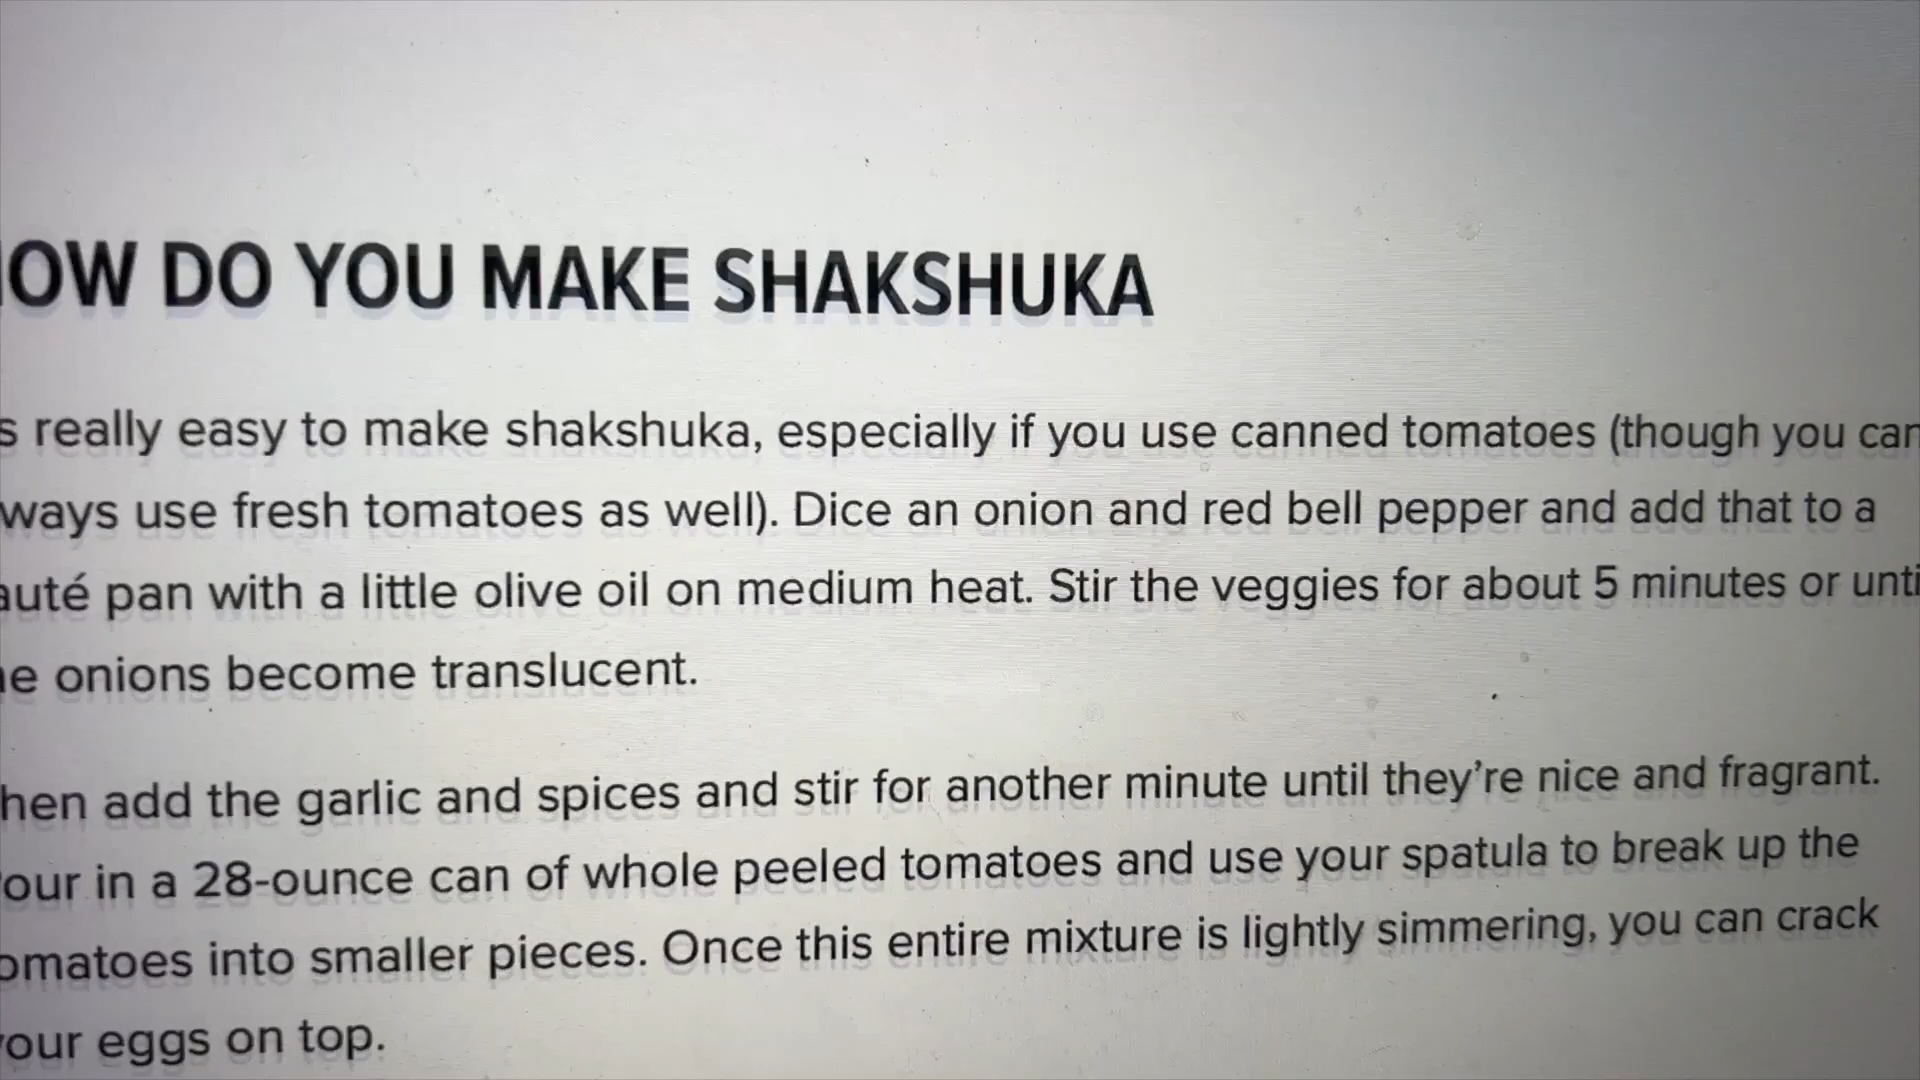 OW DO YOU MAKE SHAKSHUKA
s really easy to make shakshuka, especially if you use canned tomatoes (though you can
ways use fresh tomatoes as well). Dice an onion and red bell pepper and add that to a
auté pan with a little olive oil on medium heat. Stir the veggies for about 5 minutes or unti
he onions become translucent.
hen add the garlic and spices and stir for another minute until they're nice and fragrant.
our in a 28-ounce can of whole peeled tomatoes and use your spatula to break up the
omatoes into smaller pieces. Once this entire mixture is lightly simmering, you can crack
your eggs on top.